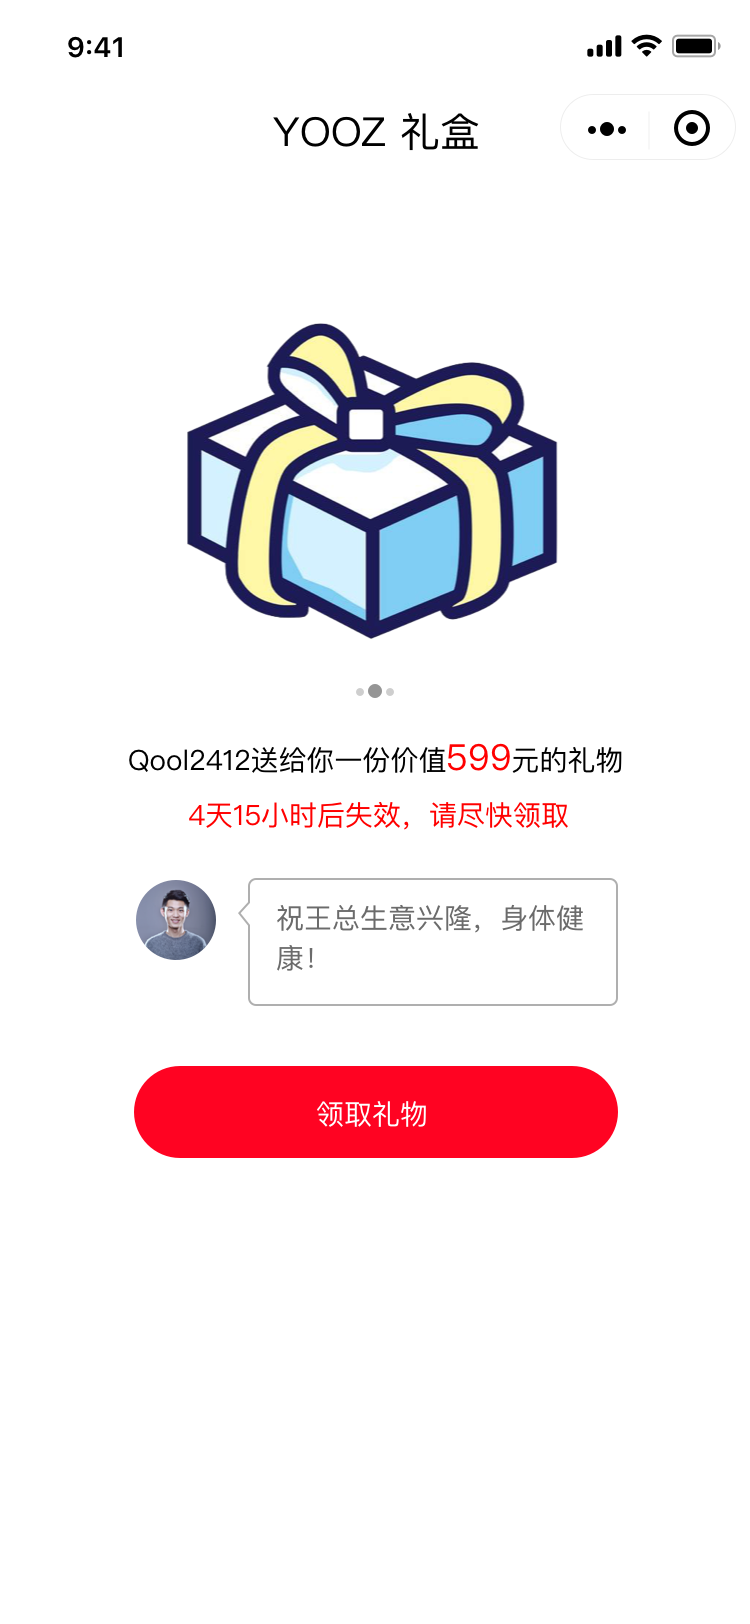 9:41
YOOZ 礼盒
Qool2412送给你一份价值599元的礼物
4天15小时后失效，请尽快领取
祝王总生意兴隆，身体健
康！
领取礼物